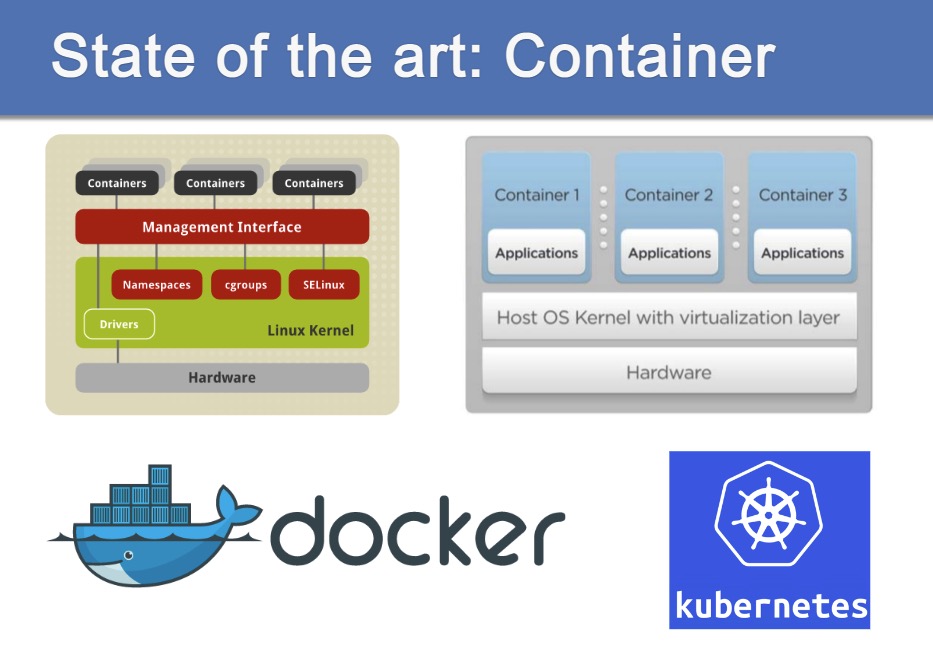 State of the art: Container
Containers
Containers
Containers
Management Interface
Namespaces
cgroups
SELinux
Drivers
Linux Kernel
Hardware
Container 1
Container 2
Container 3
Applications
Applications
Applications
Host OS Kernel with virtualization layer
Hardware
docker
kubernetes